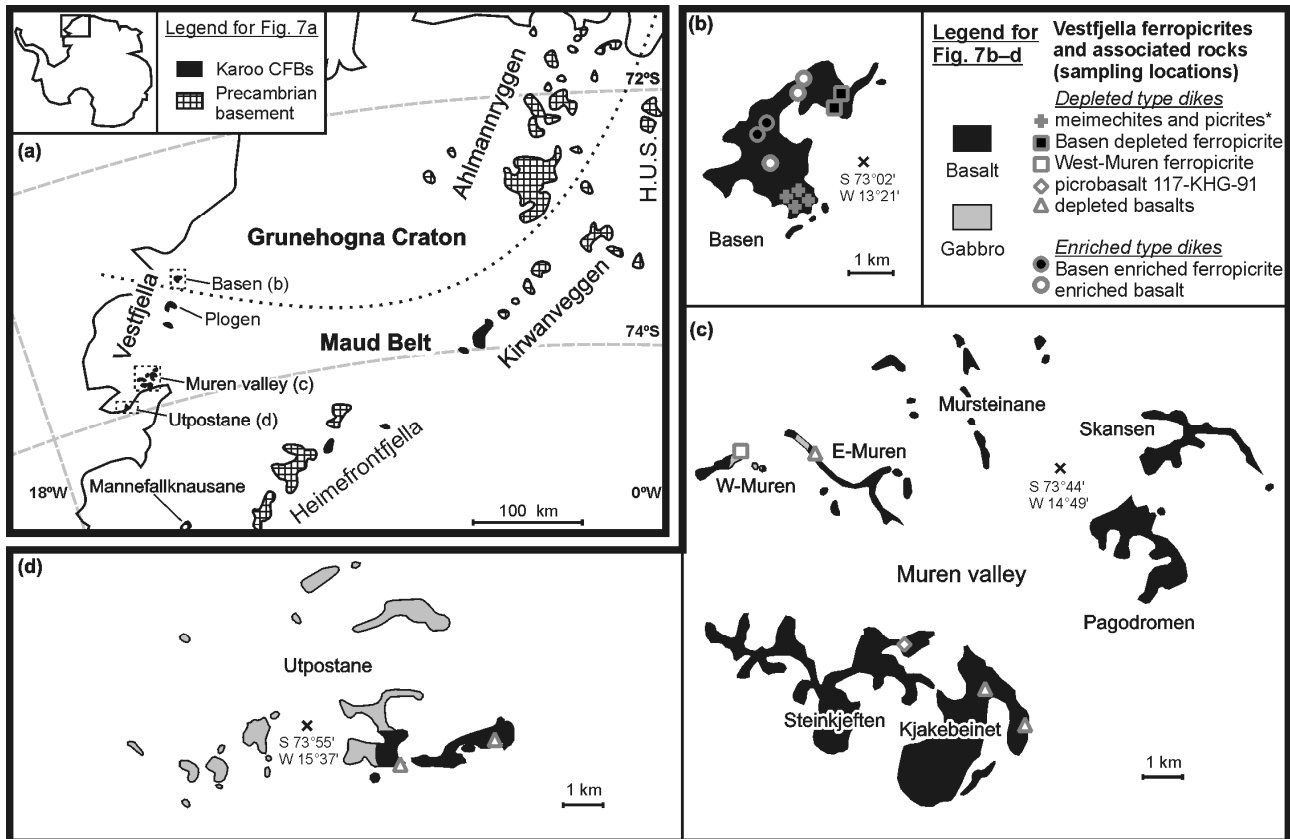 Legend for Fig. 7a
Karoo CFBs
Precambrian
basement
(a)
Ahlmannryggen
72°S
H.U.S.
Grunehogna Craton
Basen (b)
Vestfjella
Plogen
Maud Belt
74°S
Kirwanveggen
Muren valley (c)
Utpostane (d)
Heimefrontfjella
Mannefallknausane
18°W
0°W
100 km
(b)
S 73°02'
W 13°21'
Basen
1 km
Legend for
Fig. 7b–d
Basalt
Gabbro
Vestfjella ferropicrites
and associated rocks
(sampling locations)
Depleted type dikes
meimechites and picrites*
Basen depleted ferropicrite
West-Muren ferropicrite
picrobasalt 117-KHG-91
depleted basalts
Enriched type dikes
Basen enriched ferropicrite
enriched basalt
(c)
Mursteinane
Skansen
E-Muren
W-Muren
S 73°44'
W 14°49'
Muren valley
Pagodromen
Steinkjeften
Kjakebeinet
1 km
(d)
Utpostane
S 73°55'
W 15°37'
1 km